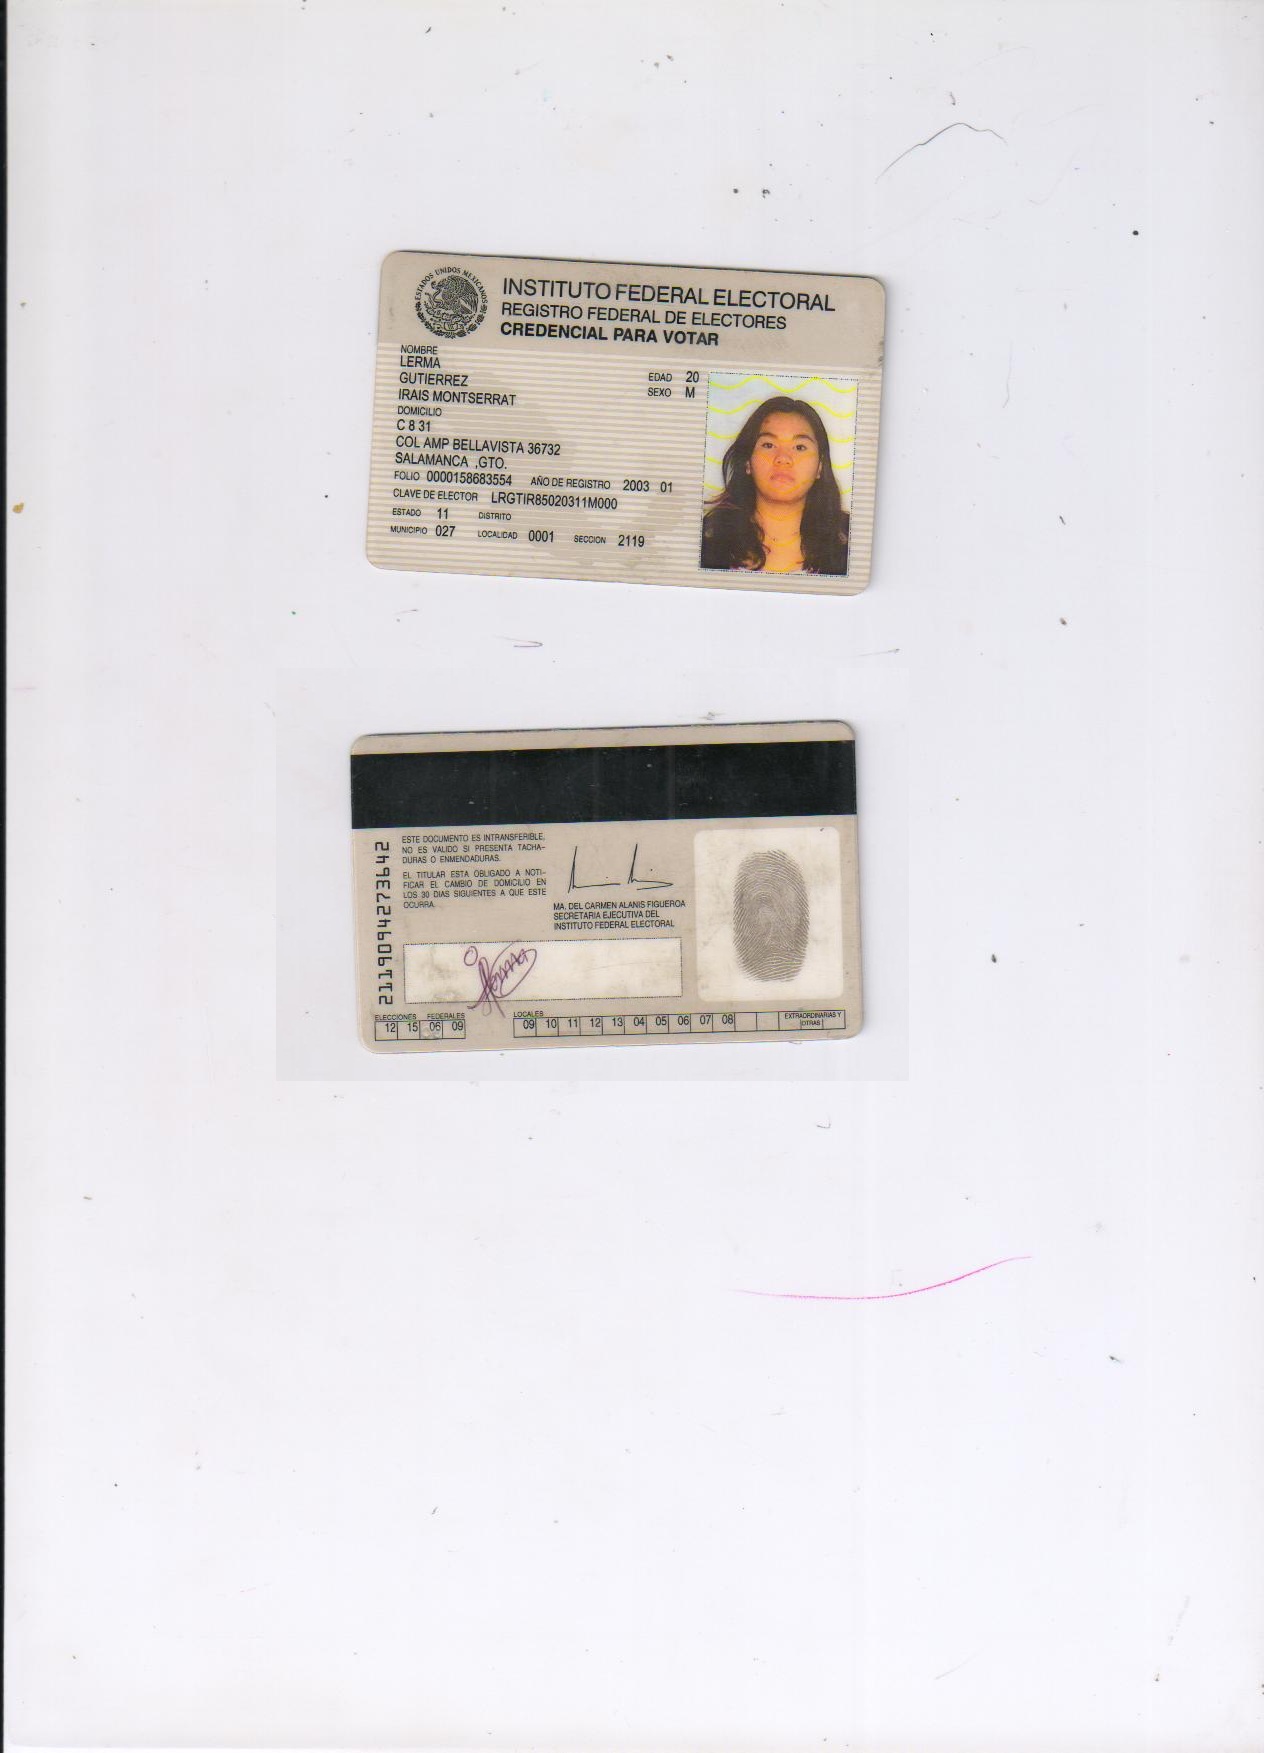 ESTADOS UNIDOS MEXICANOS
INSTITUTO FEDERAL ELECTORAL
REGISTRO FEDERAL DE ELECTORES
CREDENCIAL PARA VOTAR
NOMBRE
LERMA
GUTIERREZ
IRAIS MONTSERRAT
EDAD 20
SEXO M
DOMICILIO
C 8 31
COL AMP BELLAVISTA 36732
SALAMANCA ,GTO.
FOLIO 0000158683554 AÑO DE REGISTRO 2003 01
CLAVE DE ELECTOR LRGTIR85020311M000
ESTADO 11 DISTRITO
MUNICIPIO 027 LOCALIDAD 0001 SECCION 2119
2119094273642
ESTE DOCUMENTO ES INTRANSFERIBLE,
NO ES VALIDO SI PRESENTA TACHA-
DURAS O ENMENDADURAS.
EL TITULAR ESTA OBLIGADO A NOTI-
FICAR EL CAMBIO DE DOMICILIO EN
LOS 30 DIAS SIGUIENTES A QUE ESTE
OCURRA.
MA. DEL CARMEN ALANIS FIGUEROA
SECRETARIA EJECUTIVA DEL
INSTITUTO FEDERAL ELECTORAL
ELECCIONES FEDERALES
12 15 06 09
LOCALES
09 10 11 12 13 04 05 06 07 08
EXTRAORDINARIAS Y
OTRAS